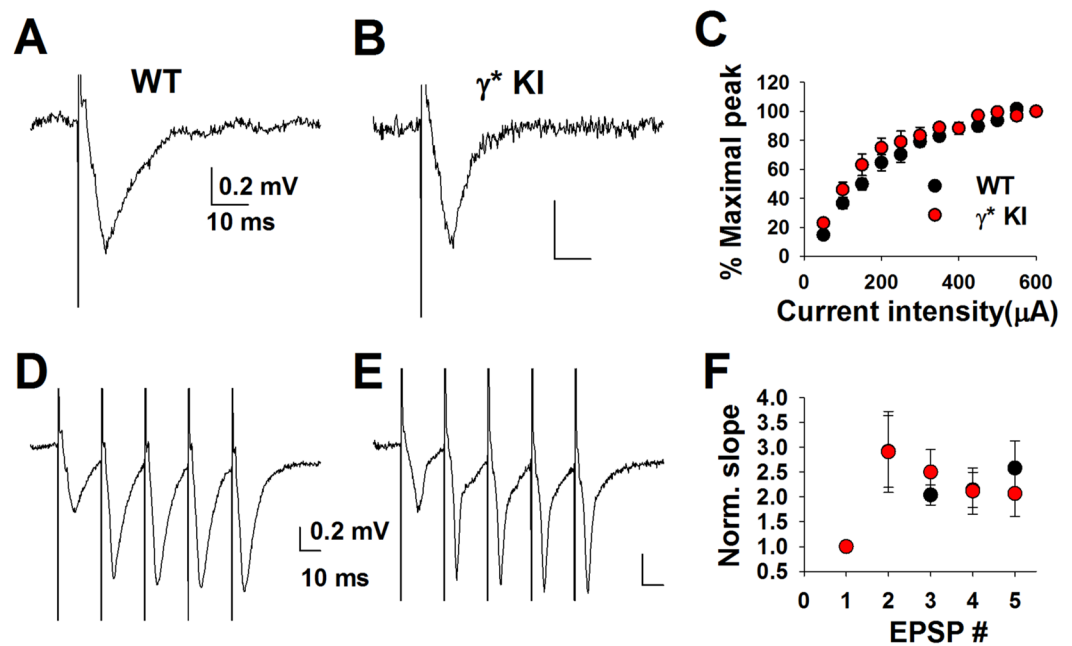 A
WT
0.2 mV
10 ms
B
γ* KI
C
% Maximal peak
120
100
80
60
40
20
0
WT
γ* KI
0 200 400 600
Current intensity(μA)
D
0.2 mV
10 ms
E
F
Norm. slope
4.0
3.5
3.0
2.5
2.0
1.5
1.0
0.5
0 1 2 3 4 5
EPSP #